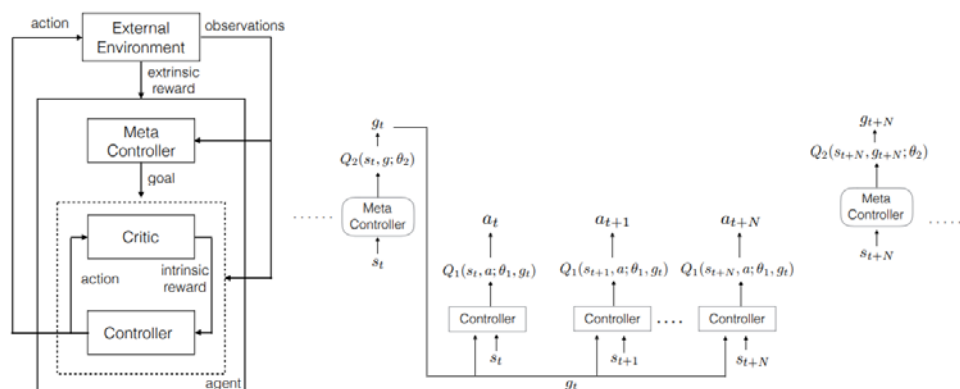 action
External
Environment
observations
extrinsic
reward
Meta
Controller
goal
Critic
action
intrinsic
reward
Controller
agent
. . . . . .
g_t
Q_2(s_t, g; θ_2)
Meta
Controller
s_t
a_t
Q_1(s_t, a; θ_1, g_t)
Controller
s_t
a_{t+1}
Q_1(s_{t+1}, a; θ_1, g_t)
Controller
s_{t+1}
. . . .
a_{t+N}
Q_1(s_{t+N}, a; θ_1, g_t)
Controller
s_{t+N}
g_t
g_{t+N}
Q_2(s_{t+N}, g_{t+N}; θ_2)
Meta
Controller
s_{t+N}
. . . . .